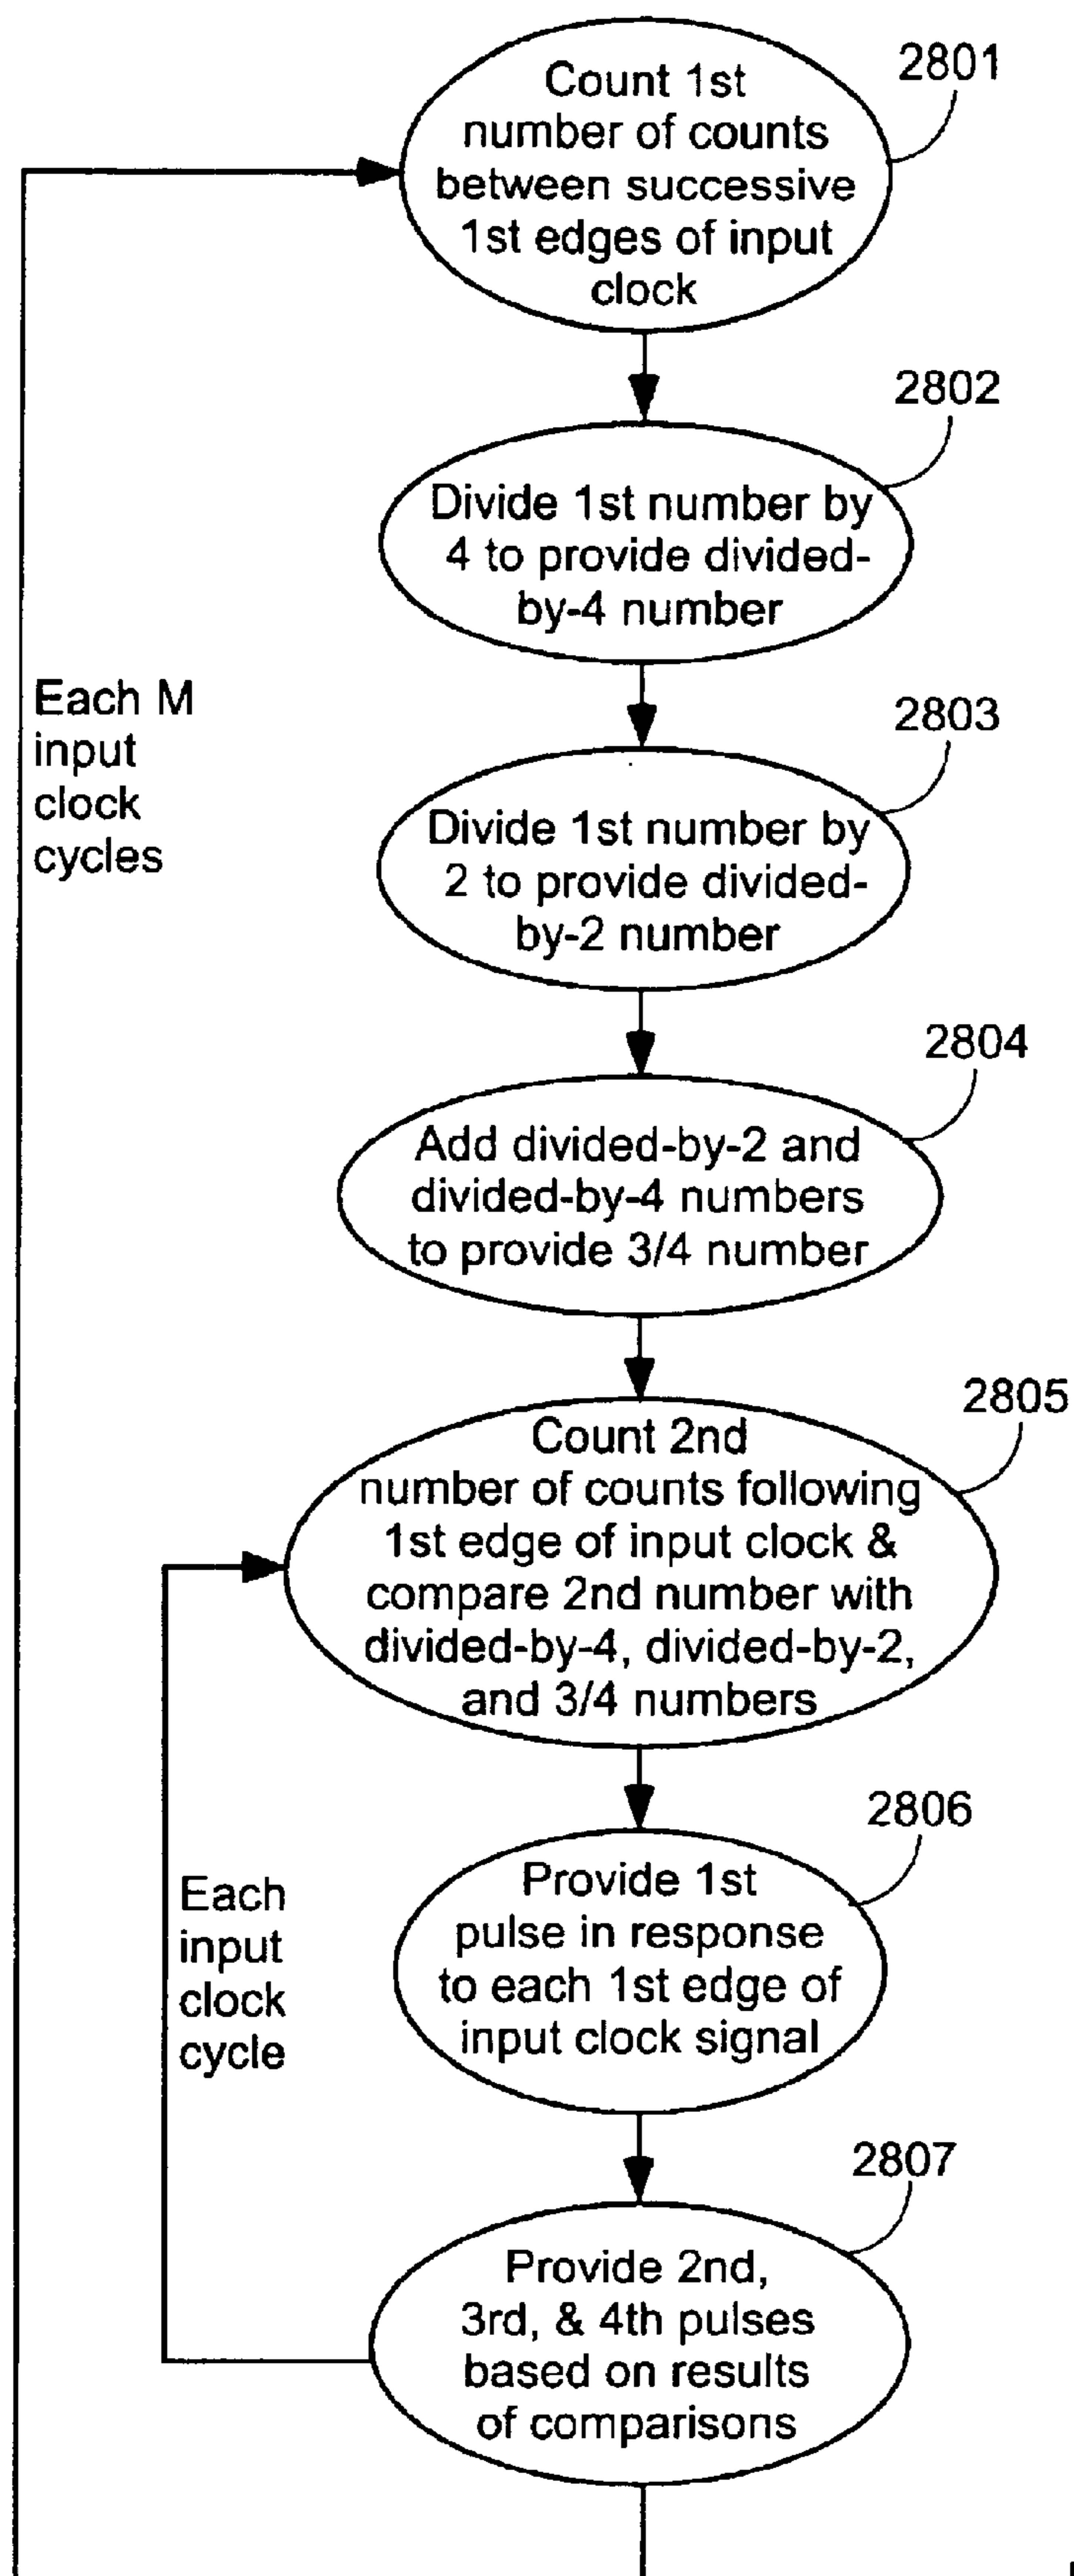 2801
Count 1st
number of counts
between successive
1st edges of input
clock
2802
Divide 1st number by
4 to provide divided-
by-4 number
Each M
input
clock
cycles
2803
Divide 1st number by
2 to provide divided-
by-2 number
2804
Add divided-by-2 and
divided-by-4 numbers
to provide 3/4 number
2805
Count 2nd
number of counts following
1st edge of input clock &
compare 2nd number with
divided-by-4, divided-by-2,
and 3/4 numbers
2806
Provide 1st
pulse in response
to each 1st edge of
input clock signal
Each
input
clock
cycle
2807
Provide 2nd,
3rd, & 4th pulses
based on results
of comparisons